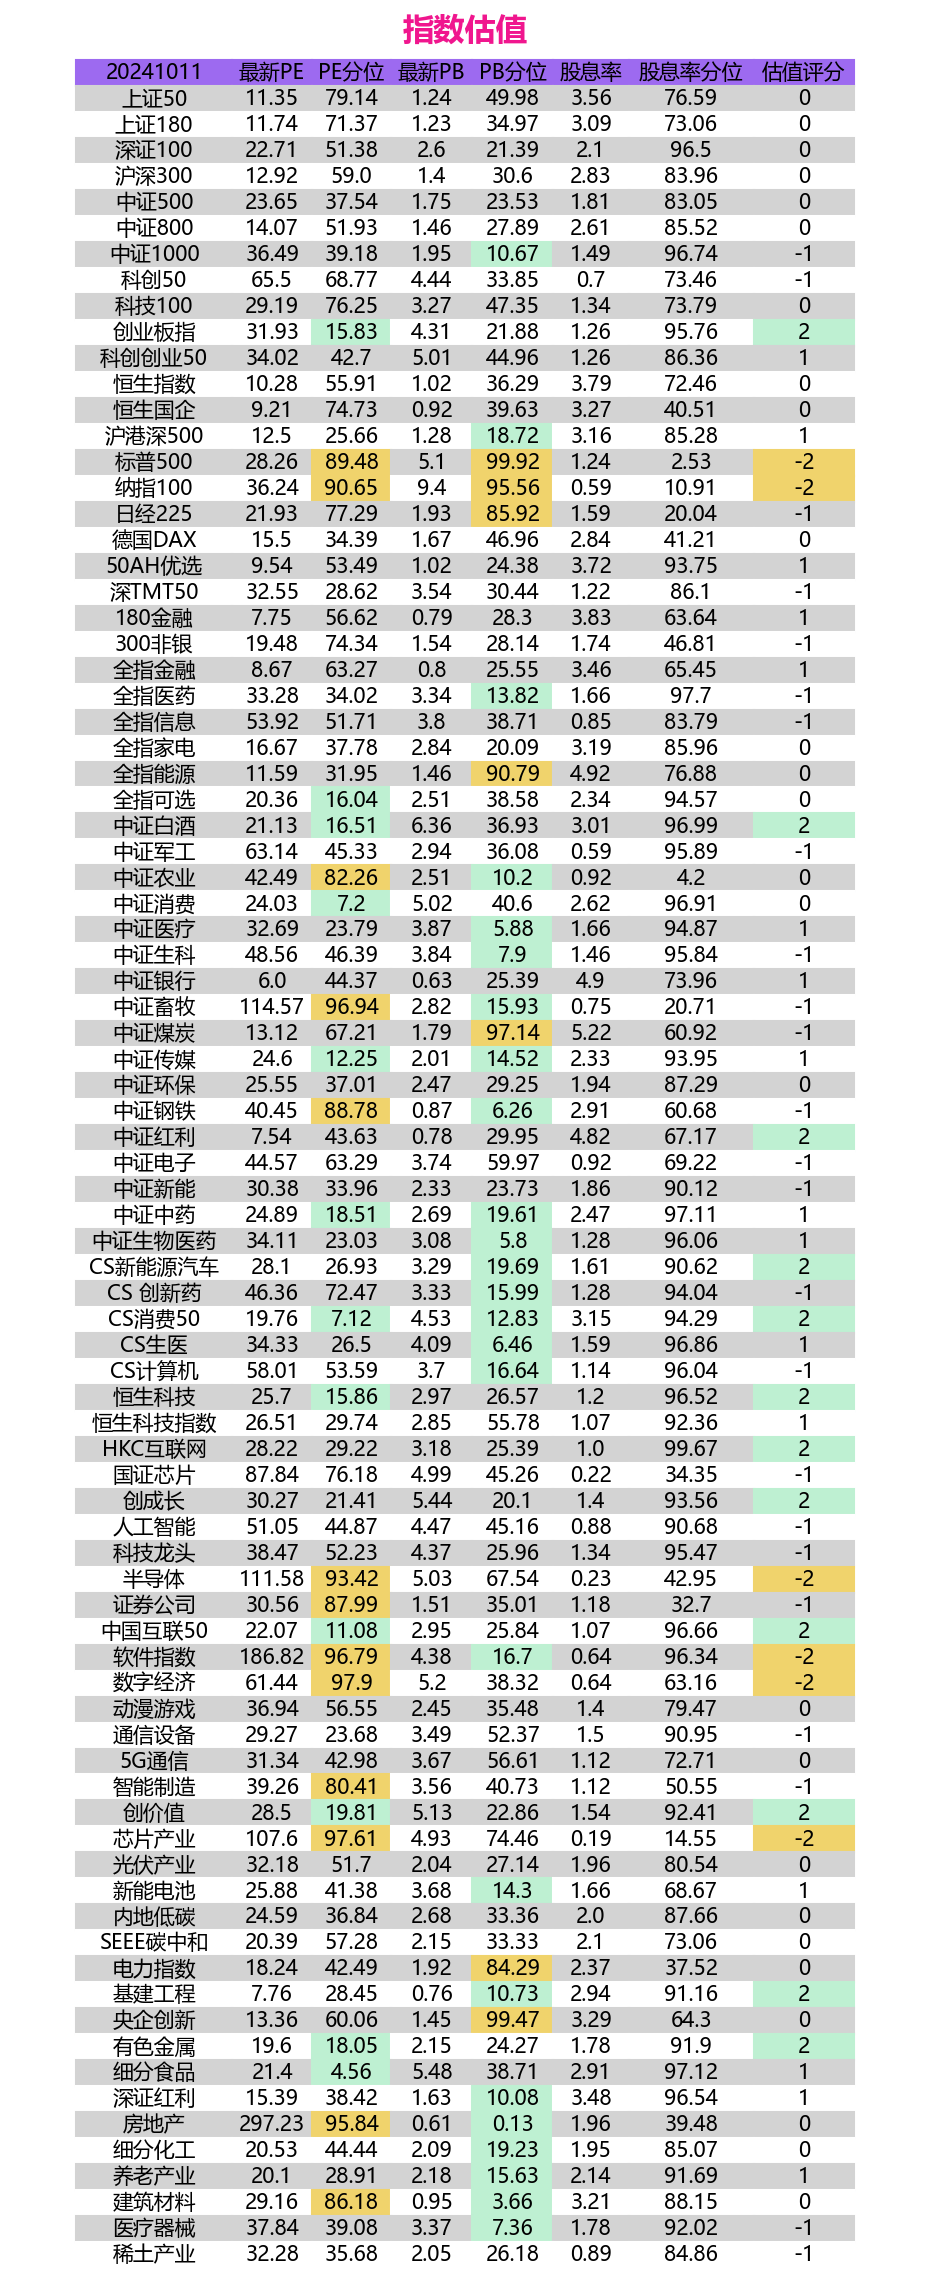 指数估值
20241011 最新PE PE分位 最新PB PB分位 股息率 股息率分位 估值评分
上证50 11.35 79.14 1.24 49.98 3.56 76.59 0
上证180 11.74 71.37 1.23 34.97 3.09 73.06 0
深证100 22.71 51.38 2.6 21.39 2.1 96.5 0
沪深300 12.92 59.0 1.4 30.6 2.83 83.96 0
中证500 23.65 37.54 1.75 23.53 1.81 83.05 0
中证800 14.07 51.93 1.46 27.89 2.61 85.52 0
中证1000 36.49 39.18 1.95 10.67 1.49 96.74 -1
科创50 65.5 68.77 4.44 33.85 0.7 73.46 -1
科技100 29.19 76.25 3.27 47.35 1.34 73.79 0
创业板指 31.93 15.83 4.31 21.88 1.26 95.76 2
科创创业50 34.02 42.7 5.01 44.96 1.26 86.36 1
恒生指数 10.28 55.91 1.02 36.29 3.79 72.46 0
恒生国企 9.21 74.73 0.92 39.63 3.27 40.51 0
沪港深500 12.5 25.66 1.28 18.72 3.16 85.28 1
标普500 28.26 89.48 5.1 99.92 1.24 2.53 -2
纳指100 36.24 90.65 9.4 95.56 0.59 10.91 -2
日经225 21.93 77.29 1.93 85.92 1.59 20.04 -1
德国DAX 15.5 34.39 1.67 46.96 2.84 41.21 0
50AH优选 9.54 53.49 1.02 24.38 3.72 93.75 1
深TMT50 32.55 28.62 3.54 30.44 1.22 86.1 -1
180金融 7.75 56.62 0.79 28.3 3.83 63.64 1
300非银 19.48 74.34 1.54 28.14 1.74 46.81 -1
全指金融 8.67 63.27 0.8 25.55 3.46 65.45 1
全指医药 33.28 34.02 3.34 13.82 1.66 97.7 -1
全指信息 53.92 51.71 3.8 38.71 0.85 83.79 -1
全指家电 16.67 37.78 2.84 20.09 3.19 85.96 0
全指能源 11.59 31.95 1.46 90.79 4.92 76.88 0
全指可选 20.36 16.04 2.51 38.58 2.34 94.57 0
中证白酒 21.13 16.51 6.36 36.93 3.01 96.99 2
中证军工 63.14 45.33 2.94 36.08 0.59 95.89 -1
中证农业 42.49 82.26 2.51 10.2 0.92 4.2 0
中证消费 24.03 7.2 5.02 40.6 2.62 96.91 0
中证医疗 32.69 23.79 3.87 5.88 1.66 94.87 1
中证生科 48.56 46.39 3.84 7.9 1.46 95.84 -1
中证银行 6.0 44.37 0.63 25.39 4.9 73.96 1
中证畜牧 114.57 96.94 2.82 15.93 0.75 20.71 -1
中证煤炭 13.12 67.21 1.79 97.14 5.22 60.92 -1
中证传媒 24.6 12.25 2.01 14.52 2.33 93.95 1
中证环保 25.55 37.01 2.47 29.25 1.94 87.29 0
中证钢铁 40.45 88.78 0.87 6.26 2.91 60.68 -1
中证红利 7.54 43.63 0.78 29.95 4.82 67.17 2
中证电子 44.57 63.29 3.74 59.97 0.92 69.22 -1
中证新能 30.38 33.96 2.33 23.73 1.86 90.12 -1
中证中药 24.89 18.51 2.69 19.61 2.47 97.11 1
中证生物医药 34.11 23.03 3.08 5.8 1.28 96.06 1
CS新能源汽车 28.1 26.93 3.29 19.69 1.61 90.62 2
CS 创新药 46.36 72.47 3.33 15.99 1.28 94.04 -1
CS消费50 19.76 7.12 4.53 12.83 3.15 94.29 2
CS生医 34.33 26.5 4.09 6.46 1.59 96.86 1
CS计算机 58.01 53.59 3.7 16.64 1.14 96.04 -1
恒生科技 25.7 15.86 2.97 26.57 1.2 96.52 2
恒生科技指数 26.51 29.74 2.85 55.78 1.07 92.36 1
HKC互联网 28.22 29.22 3.18 25.39 1.0 99.67 2
国证芯片 87.84 76.18 4.99 45.26 0.22 34.35 -1
创成长 30.27 21.41 5.44 20.1 1.4 93.56 2
人工智能 51.05 44.87 4.47 45.16 0.88 90.68 -1
科技龙头 38.47 52.23 4.37 25.96 1.34 95.47 -1
半导体 111.58 93.42 5.03 67.54 0.23 42.95 -2
证券公司 30.56 87.99 1.51 35.01 1.18 32.7 -1
中国互联50 22.07 11.08 2.95 25.84 1.07 96.66 2
软件指数 186.82 96.79 4.38 16.7 0.64 96.34 -2
数字经济 61.44 97.9 5.2 38.32 0.64 63.16 -2
动漫游戏 36.94 56.55 2.45 35.48 1.4 79.47 0
通信设备 29.27 23.68 3.49 52.37 1.5 90.95 -1
5G通信 31.34 42.98 3.67 56.61 1.12 72.71 0
智能制造 39.26 80.41 3.56 40.73 1.12 50.55 -1
创价值 28.5 19.81 5.13 22.86 1.54 92.41 2
芯片产业 107.6 97.61 4.93 74.46 0.19 14.55 -2
光伏产业 32.18 51.7 2.04 27.14 1.96 80.54 0
新能电池 25.88 41.38 3.68 14.3 1.66 68.67 1
内地低碳 24.59 36.84 2.68 33.36 2.0 87.66 0
SEEE碳中和 20.39 57.28 2.15 33.33 2.1 73.06 0
电力指数 18.24 42.49 1.92 84.29 2.37 37.52 0
基建工程 7.76 28.45 0.76 10.73 2.94 91.16 2
央企创新 13.36 60.06 1.45 99.47 3.29 64.3 0
有色金属 19.6 18.05 2.15 24.27 1.78 91.9 2
细分食品 21.4 4.56 5.48 38.71 2.91 97.12 1
深证红利 15.39 38.42 1.63 10.08 3.48 96.54 1
房地产 297.23 95.84 0.61 0.13 1.96 39.48 0
细分化工 20.53 44.44 2.09 19.23 1.95 85.07 0
养老产业 20.1 28.91 2.18 15.63 2.14 91.69 1
建筑材料 29.16 86.18 0.95 3.66 3.21 88.15 0
医疗器械 37.84 39.08 3.37 7.36 1.78 92.02 -1
稀土产业 32.28 35.68 2.05 26.18 0.89 84.86 -1